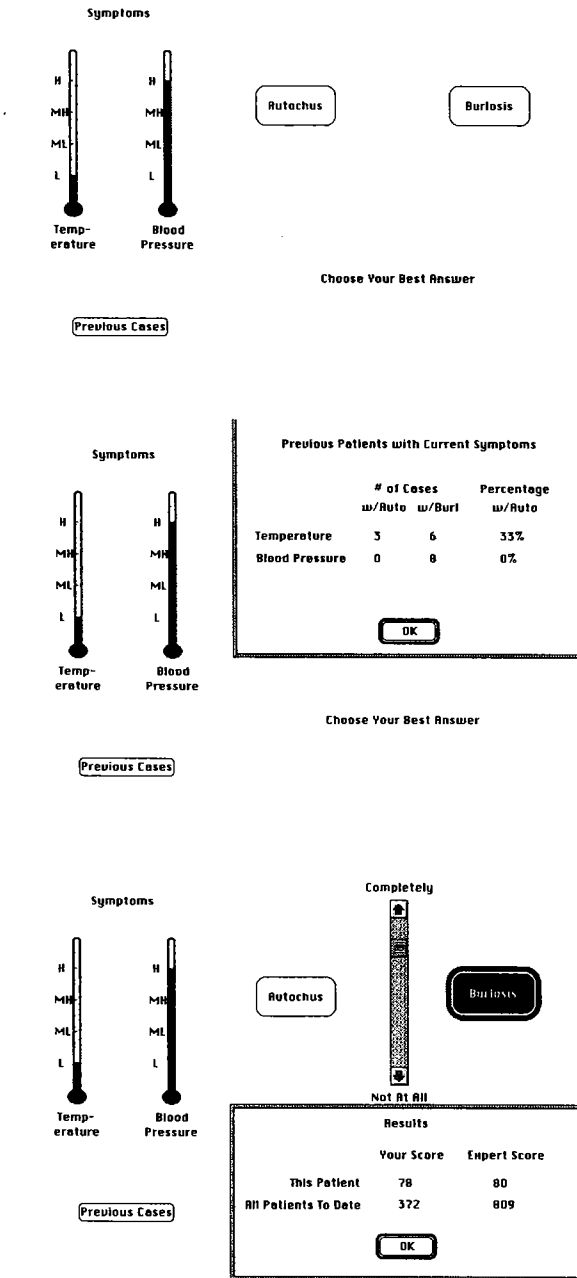 Symptoms
H H
MH MH
ML ML
L L
Temp-
erature
Blood
Pressure
Autochus
Burlosis
Choose Your Best Answer
Previous Cases
Symptoms
H H
MH MH
ML ML
L L
Temp-
erature
Blood
Pressure
Previous Patients with Current Symptoms
# of Cases Percentage
w/Auto w/Burl w/Auto
Temperature 3 6 33%
Blood Pressure 0 8 0%
OK
Choose Your Best Answer
Previous Cases
Symptoms
H H
MH MH
ML ML
L L
Temp-
erature
Blood
Pressure
Completely
Autochus
Burlosis
Not At All
Results
Your Score Expert Score
This Patient 78 80
All Patients To Date 372 809
OK
Previous Cases